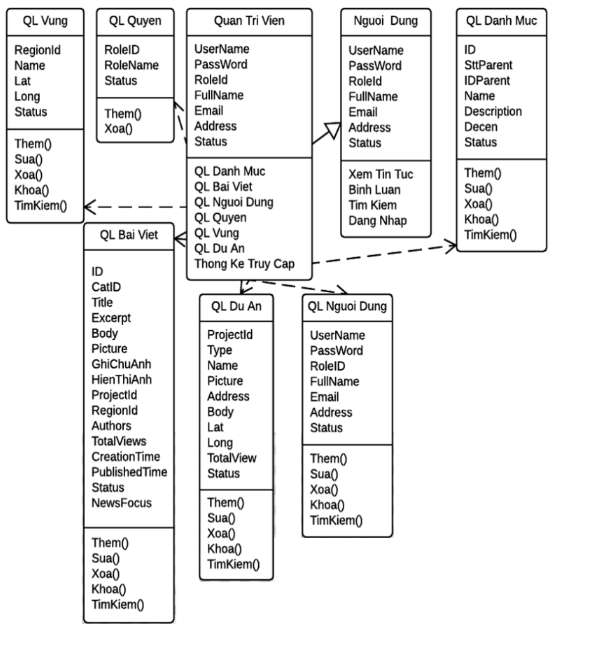 QL Vung
RegionId
Name
Lat
Long
Status
Them()
Sua()
Xoa()
Khoa()
TimKiem()
QL Quyen
RoleID
RoleName
Status
Them()
Xoa()
Quan Tri Vien
UserName
PassWord
RoleId
FullName
Email
Address
Status
QL Danh Muc
QL Bai Viet
QL Nguoi Dung
QL Quyen
QL Vung
QL Du An
Thong Ke Truy Cap
Nguoi Dung
UserName
PassWord
RoleId
FullName
Email
Address
Status
Xem Tin Tuc
Binh Luan
Tim Kiem
Dang Nhap
QL Danh Muc
ID
SttParent
IDParent
Name
Description
Decen
Status
Them()
Sua()
Xoa()
Khoa()
TimKiem()
QL Bai Viet
ID
CatID
Title
Excerpt
Body
Picture
GhiChuAnh
HienThiAnh
ProjectId
RegionId
Authors
TotalViews
CreationTime
PublishedTime
Status
NewsFocus
Them()
Sua()
Xoa()
Khoa()
TimKiem()
QL Du An
ProjectId
Type
Name
Picture
Address
Body
Lat
Long
TotalView
Status
Them()
Sua()
Xoa()
Khoa()
TimKiem()
QL Nguoi Dung
UserName
PassWord
RoleID
FullName
Email
Address
Status
Them()
Sua()
Xoa()
Khoa()
TimKiem()